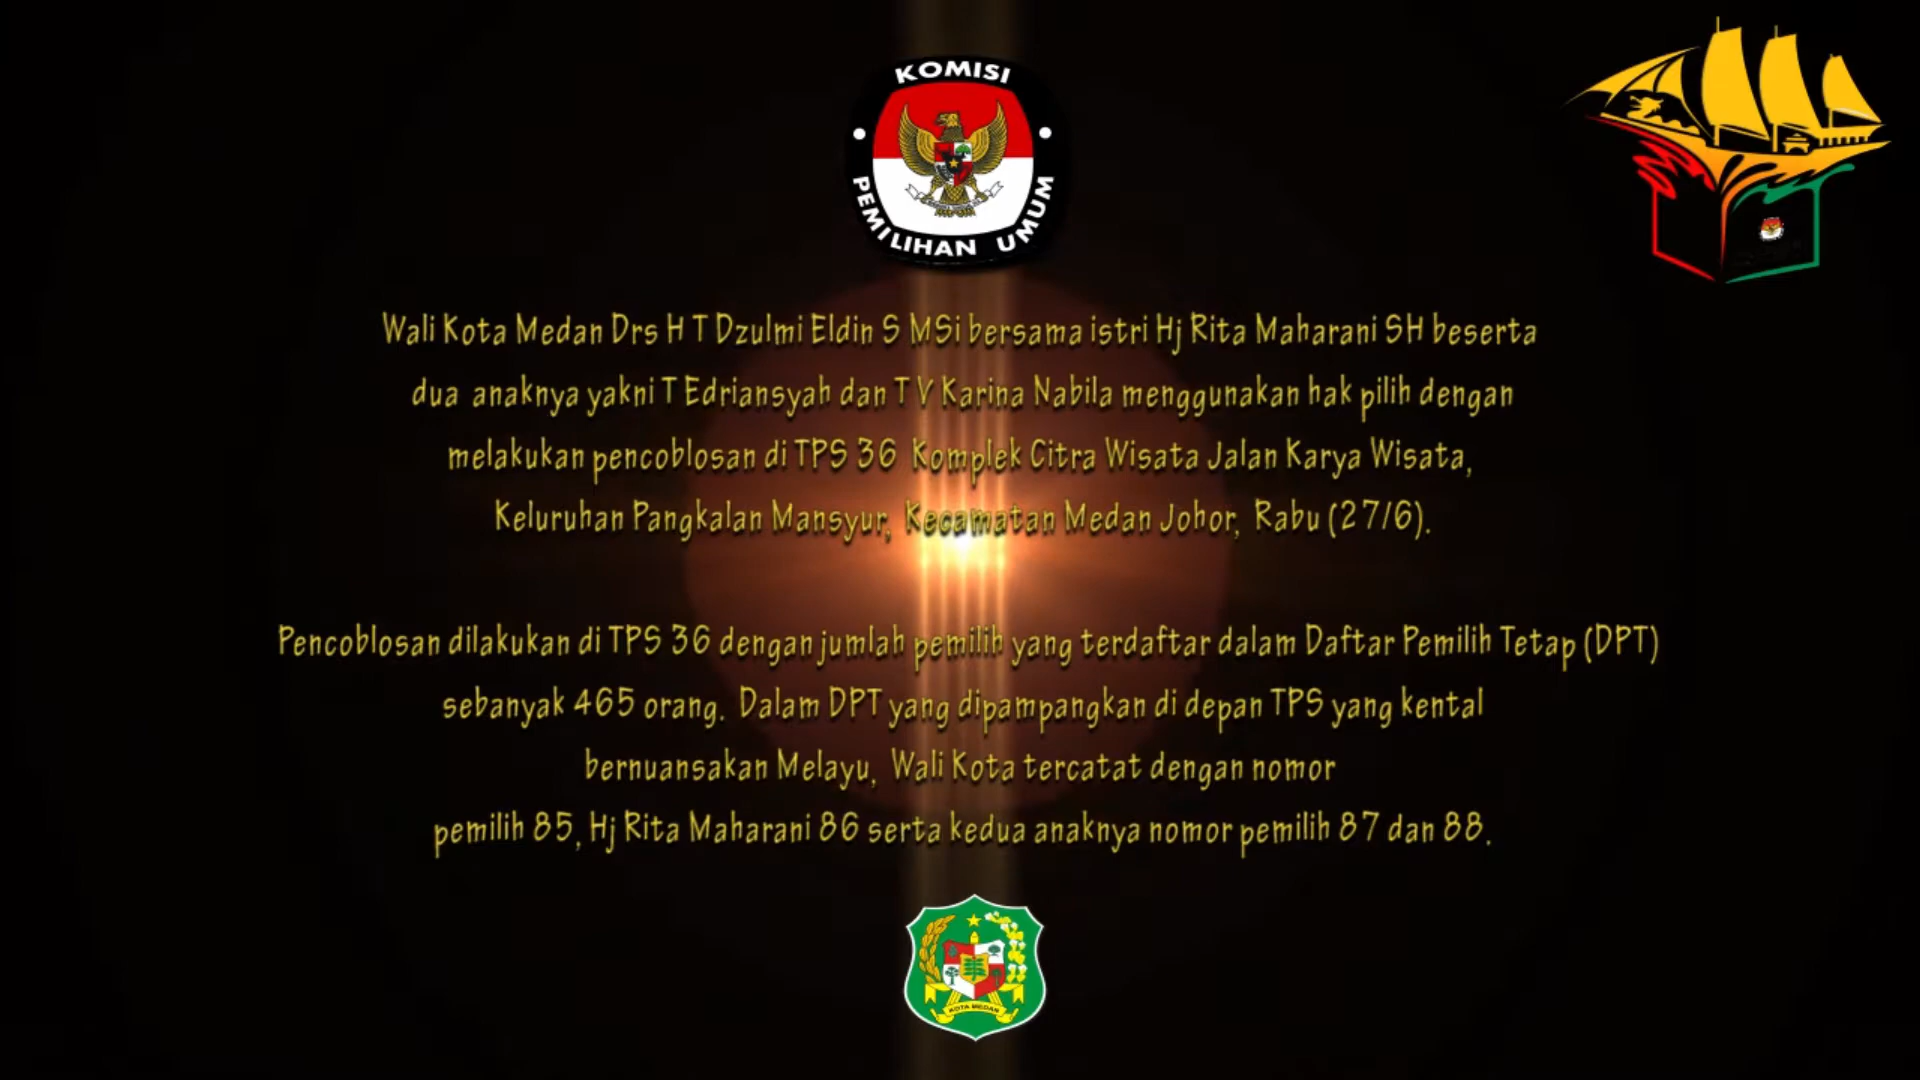 KOMISI
PEMILIHAN UMUM
Wali Kota Medan Drs H T Dzulmi Eldin S MSi bersama istri Hj Rita Maharani SH beserta
dua anaknya yakni T Edriansyah dan T V Karina Nabila menggunakan hak pilih dengan
melakukan pencoblosan di TPS 36 Komplek Citra Wisata Jalan Karya Wisata,
Keluruhan Pangkalan Mansyur, Kecamatan Medan Johor, Rabu (27/6).
Pencoblosan dilakukan di TPS 36 dengan jumlah pemilih yang terdaftar dalam Daftar Pemilih Tetap (DPT)
sebanyak 465 orang. Dalam DPT yang dipampangkan di depan TPS yang kental
bernuansakan Melayu, Wali Kota tercatat dengan nomor
pemilih 85, Hj Rita Maharani 86 serta kedua anaknya nomor pemilih 87 dan 88.
KOTA MEDAN